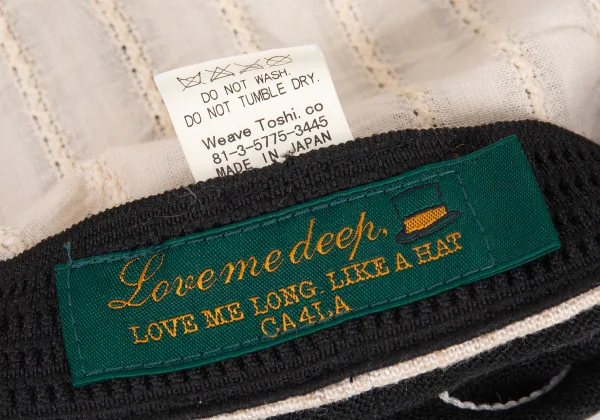 DO NOT WASH.
DO NOT TUMBLE DRY.
Weave Toshi. co
81-3-5775-3445
MADE IN JAPAN
Love me deep,
LOVE ME LONG. LIKE A HAT
CA4LA